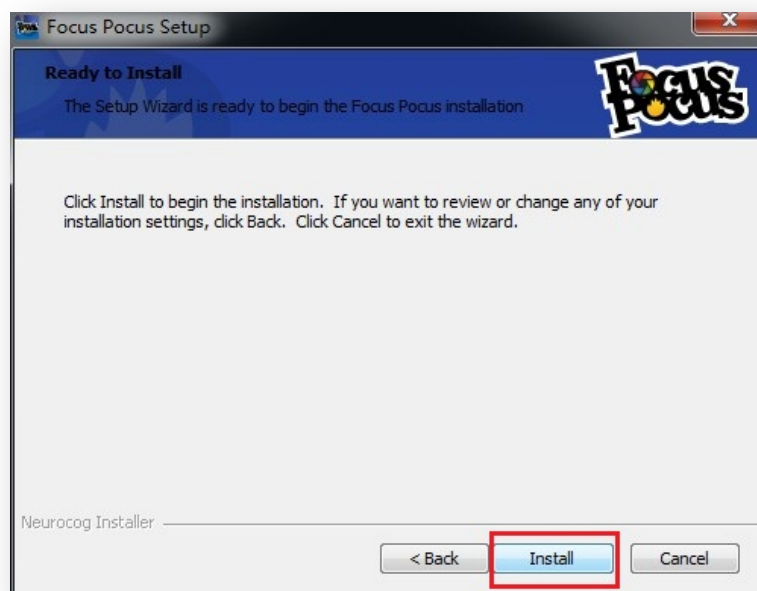 Focus Pocus Setup
X
Ready to Install
The Setup Wizard is ready to begin the Focus Pocus installation
FOCUS
POCUS
Click Install to begin the installation. If you want to review or change any of your
installation settings, click Back. Click Cancel to exit the wizard.
Neurocog Installer
< Back
Install
Cancel